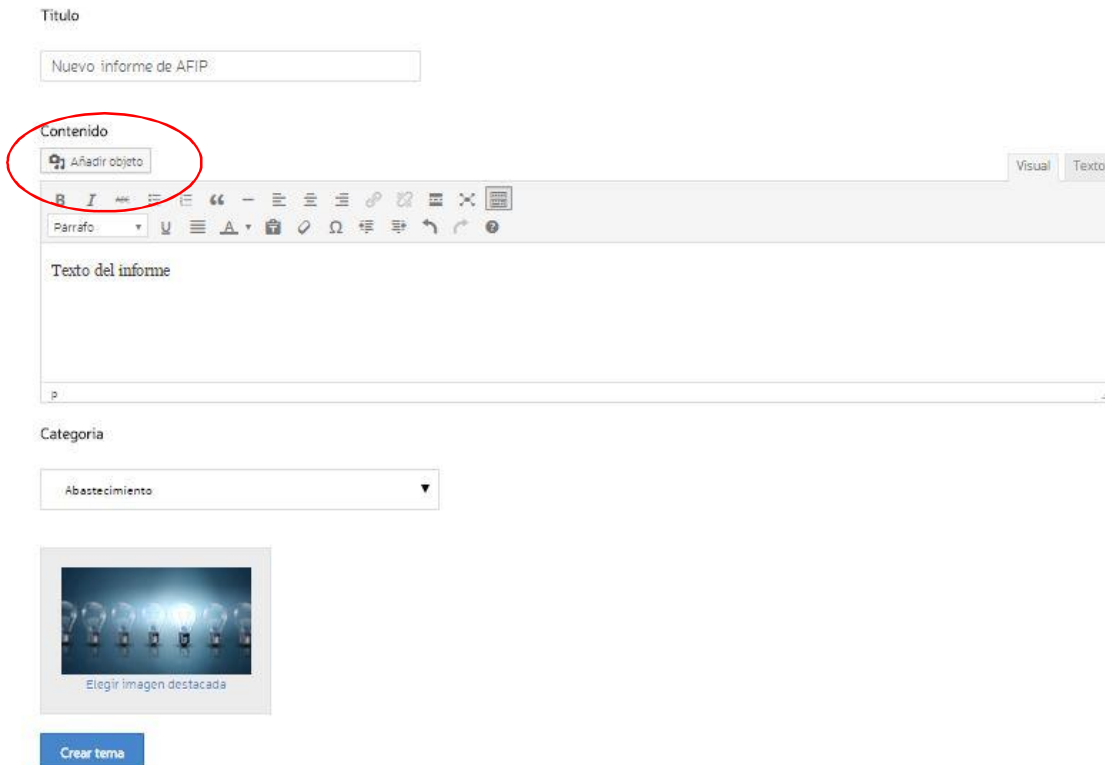 Titulo
Nuevo informe de AFIP
Contenido
Añadir objeto
Visual Texto
B I ABC
Párrafo U A Ω
Texto del informe
P
Categoria
Abastecimiento
Elegir imagen destacada
Crear tema